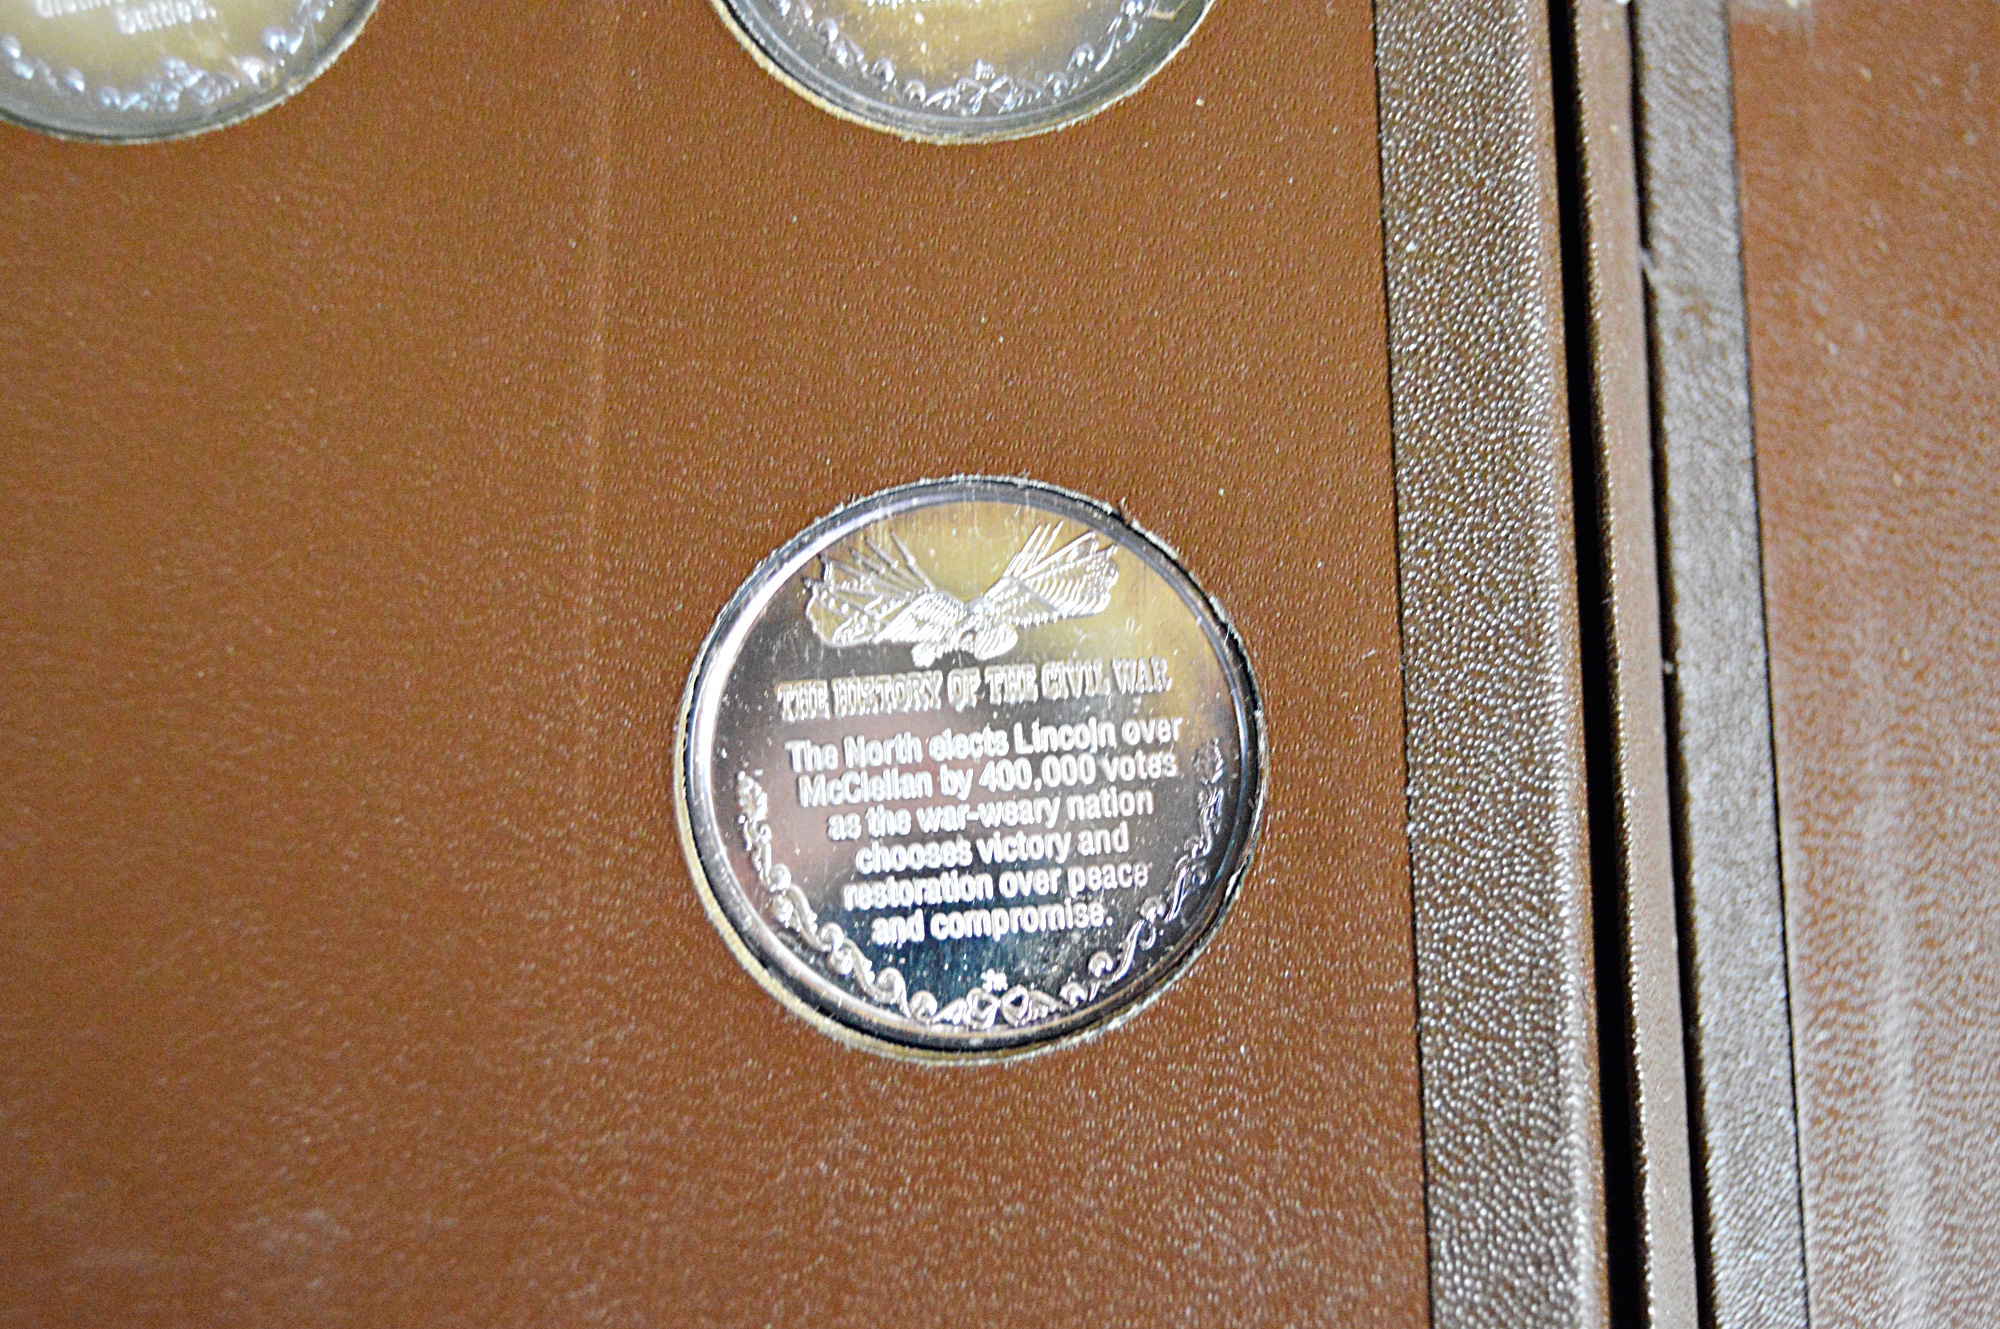 battles.
THE HISTORY OF THE CIVIL WAR
The North elects Lincoln over
McClellan by 400,000 votes
as the war-weary nation
chooses victory and
restoration over peace
and compromise.